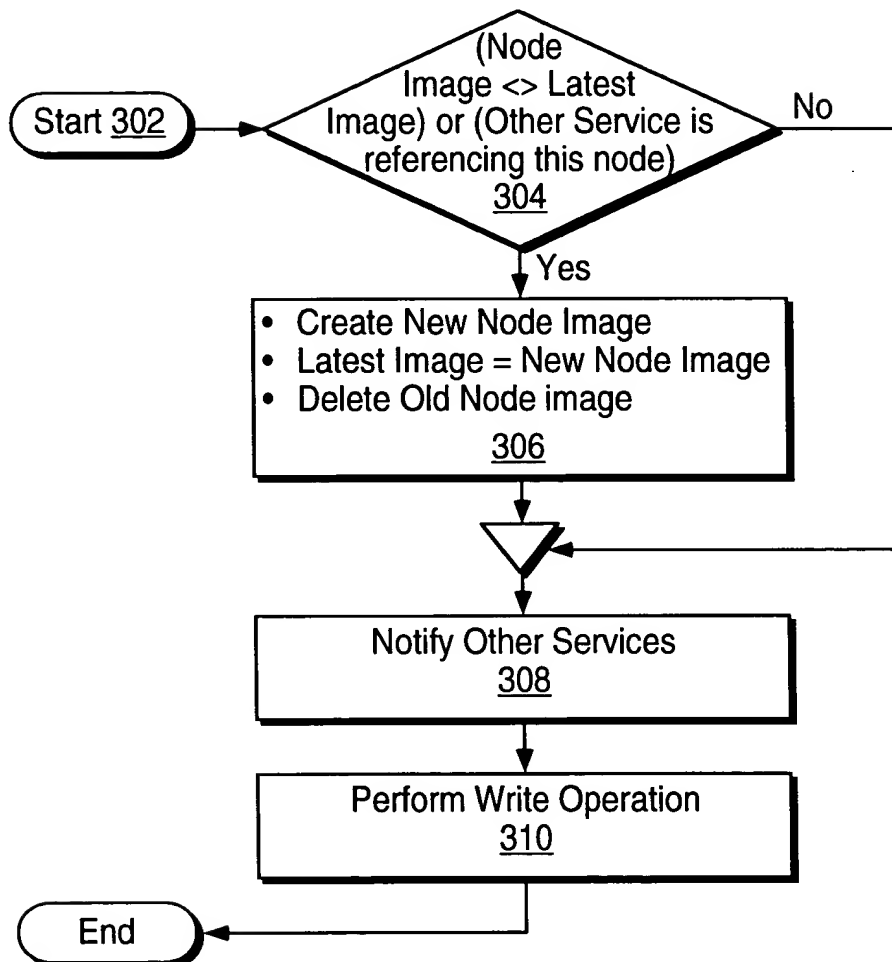 (Node
Image <> Latest
Image) or (Other Service is
referencing this node)
304
Start 302
No
Yes
• Create New Node Image
• Latest Image = New Node Image
• Delete Old Node image
306
Notify Other Services
308
Perform Write Operation
310
End